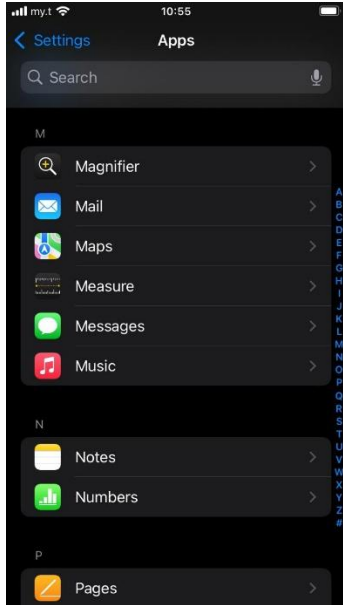 my.t 10:55
Settings Apps
Search
M
Magnifier
Mail
Maps
Measure
Messages
Music
N
Notes
Numbers
P
Pages
A
B
C
D
E
F
G
H
I
J
K
L
M
N
O
P
Q
R
S
T
U
V
W
X
Y
Z
#